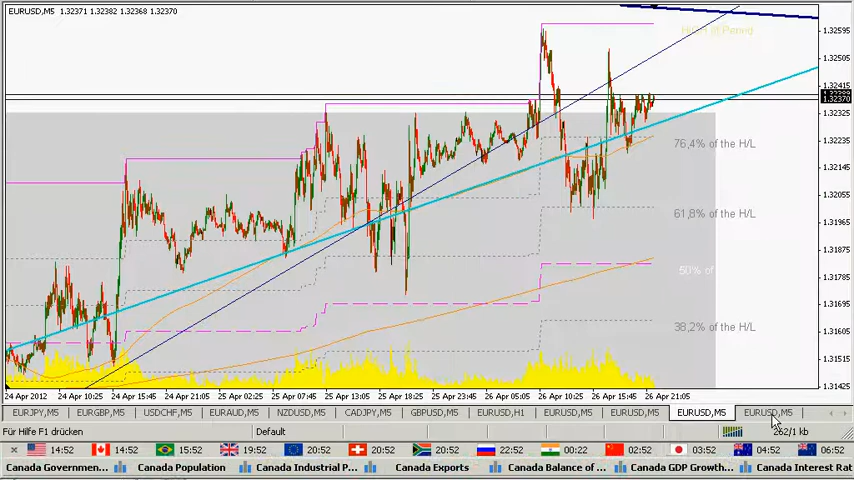 EURUSD,M5 1.32371 1.32382 1.32368 1.32370
High of Period
1.32595
1.32415
1.32370
1.32325
1.32235
76,4% of the H/L
1.32145
1.32055
61,8% of the H/L
1.31965
1.31875
50% of
1.31785
1.31695
38,2% of the H/L
1.31605
1.31515
1.31425
24 Apr 2012 24 Apr 10:25 24 Apr 15:45 24 Apr 21:05 25 Apr 02:25 25 Apr 07:45 25 Apr 13:05 25 Apr 18:25 25 Apr 23:45 26 Apr 05:05 26 Apr 10:25 26 Apr 15:45 26 Apr 21:05
EURJPY,M5 EURGBP,M5 USDCHF,M5 EURAUD,M5 NZDUSD,M5 CADJPY,M5 GBPUSD,M5 EURUSD,H1 EURUSD,M5 EURUSD,M5 EURUSD,M5 EURUSD,M5
Für Hilfe F1 drücken Default 262/1 kb
14:52 14:52 15:52 19:52 20:52 20:52 20:52 22:52 00:22 02:52 03:52 04:52 06:52
Canada Governmen... Canada Population Canada Industrial P... Canada Exports Canada Balance of ... Canada GDP Growth... Canada Interest Rat